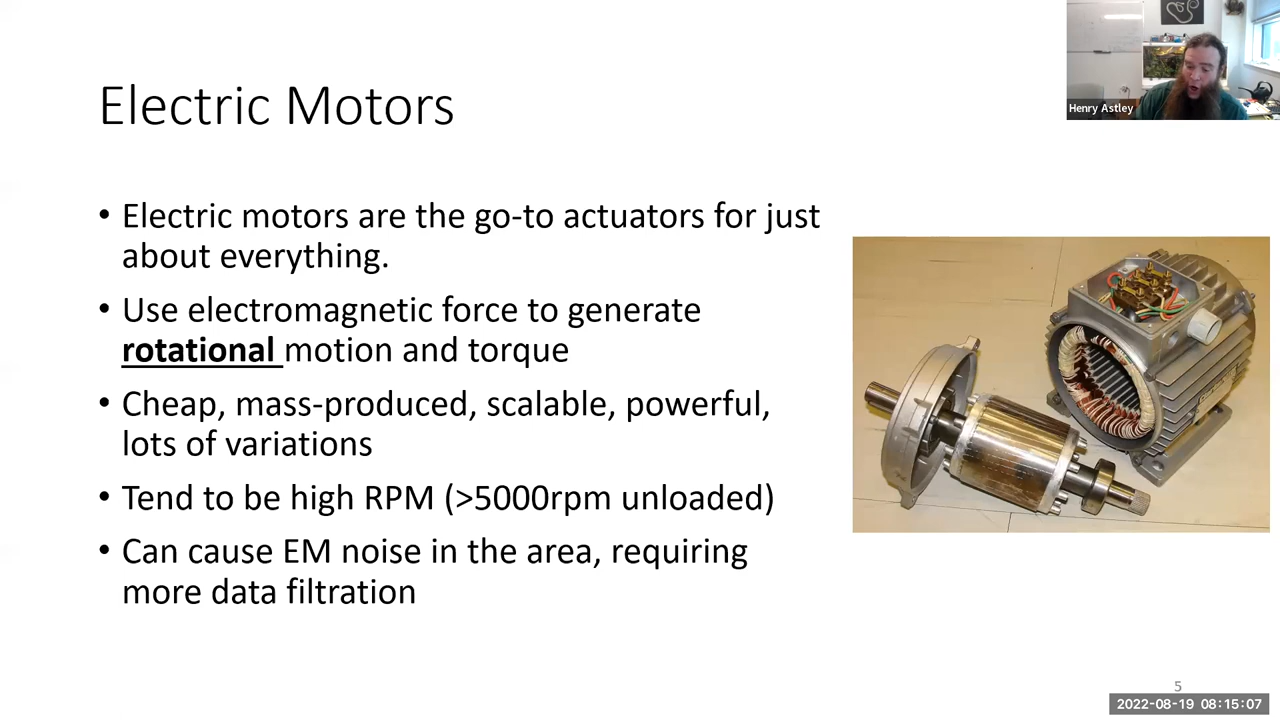 Henry Astley
Electric Motors
• Electric motors are the go-to actuators for just
about everything.
• Use electromagnetic force to generate
rotational motion and torque
• Cheap, mass-produced, scalable, powerful,
lots of variations
• Tend to be high RPM (>5000rpm unloaded)
• Can cause EM noise in the area, requiring
more data filtration
5
2022-08-19 08:15:07